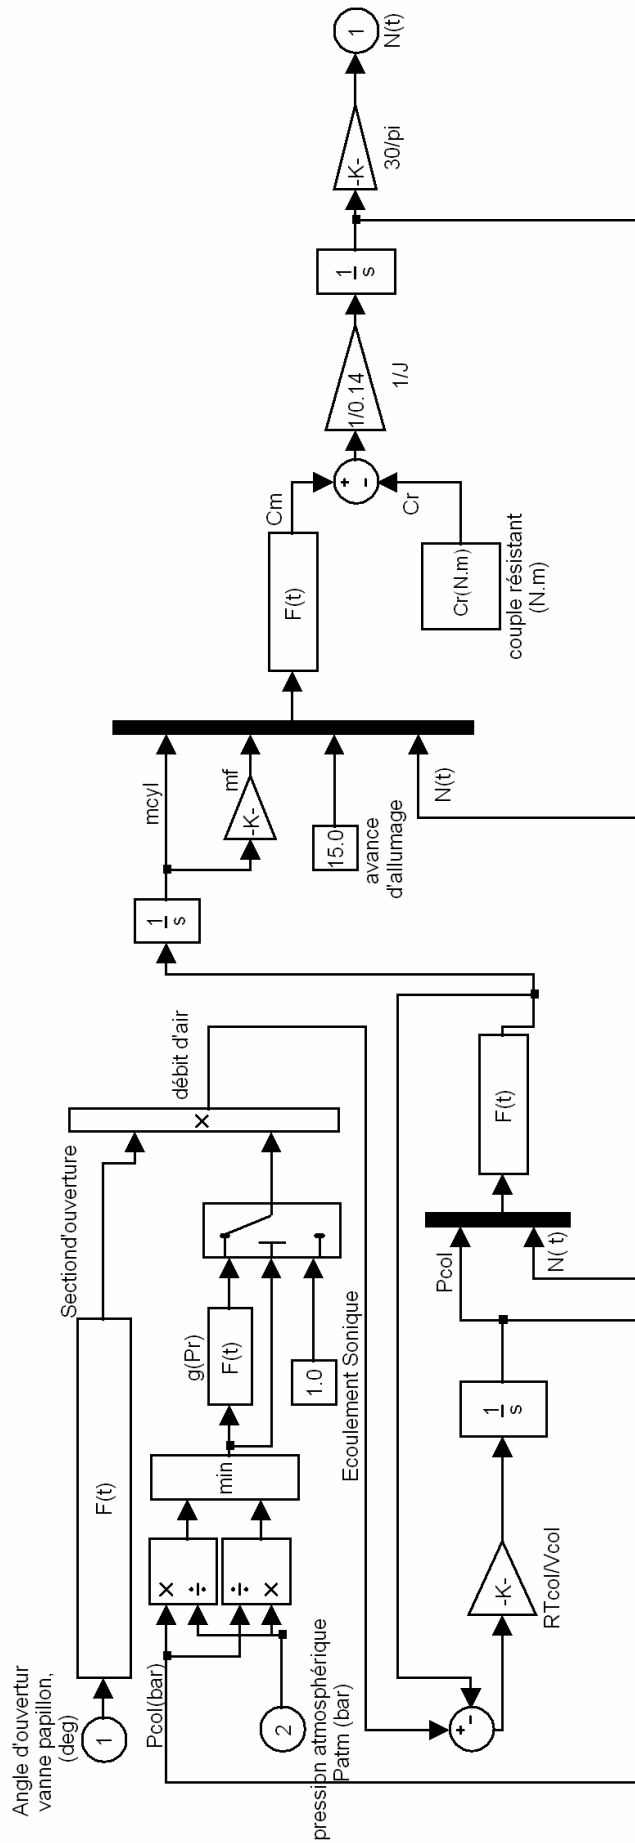 Angle d'ouvertur
vanne papillon,
(deg)
1
F(t)
Sectiond'ouverture
Pcol(bar)
×
÷
÷
×
min
g(Pr)
F(t)
1.0
Ecoulement Sonique
2
pression atmosphérique
Patm (bar)
×
débit d'air
+
-
-K-
RTcol/Vcol
1
s
Pcol
N( t)
F(t)
1
s
mcyl
-K-
mf
15.0
avance
d'allumage
N(t)
F(t)
Cm
+
-
Cr
Cr(N.m)
couple résistant
(N.m)
1/0.14
1/J
1
s
-K-
30/pi
1
N(t)